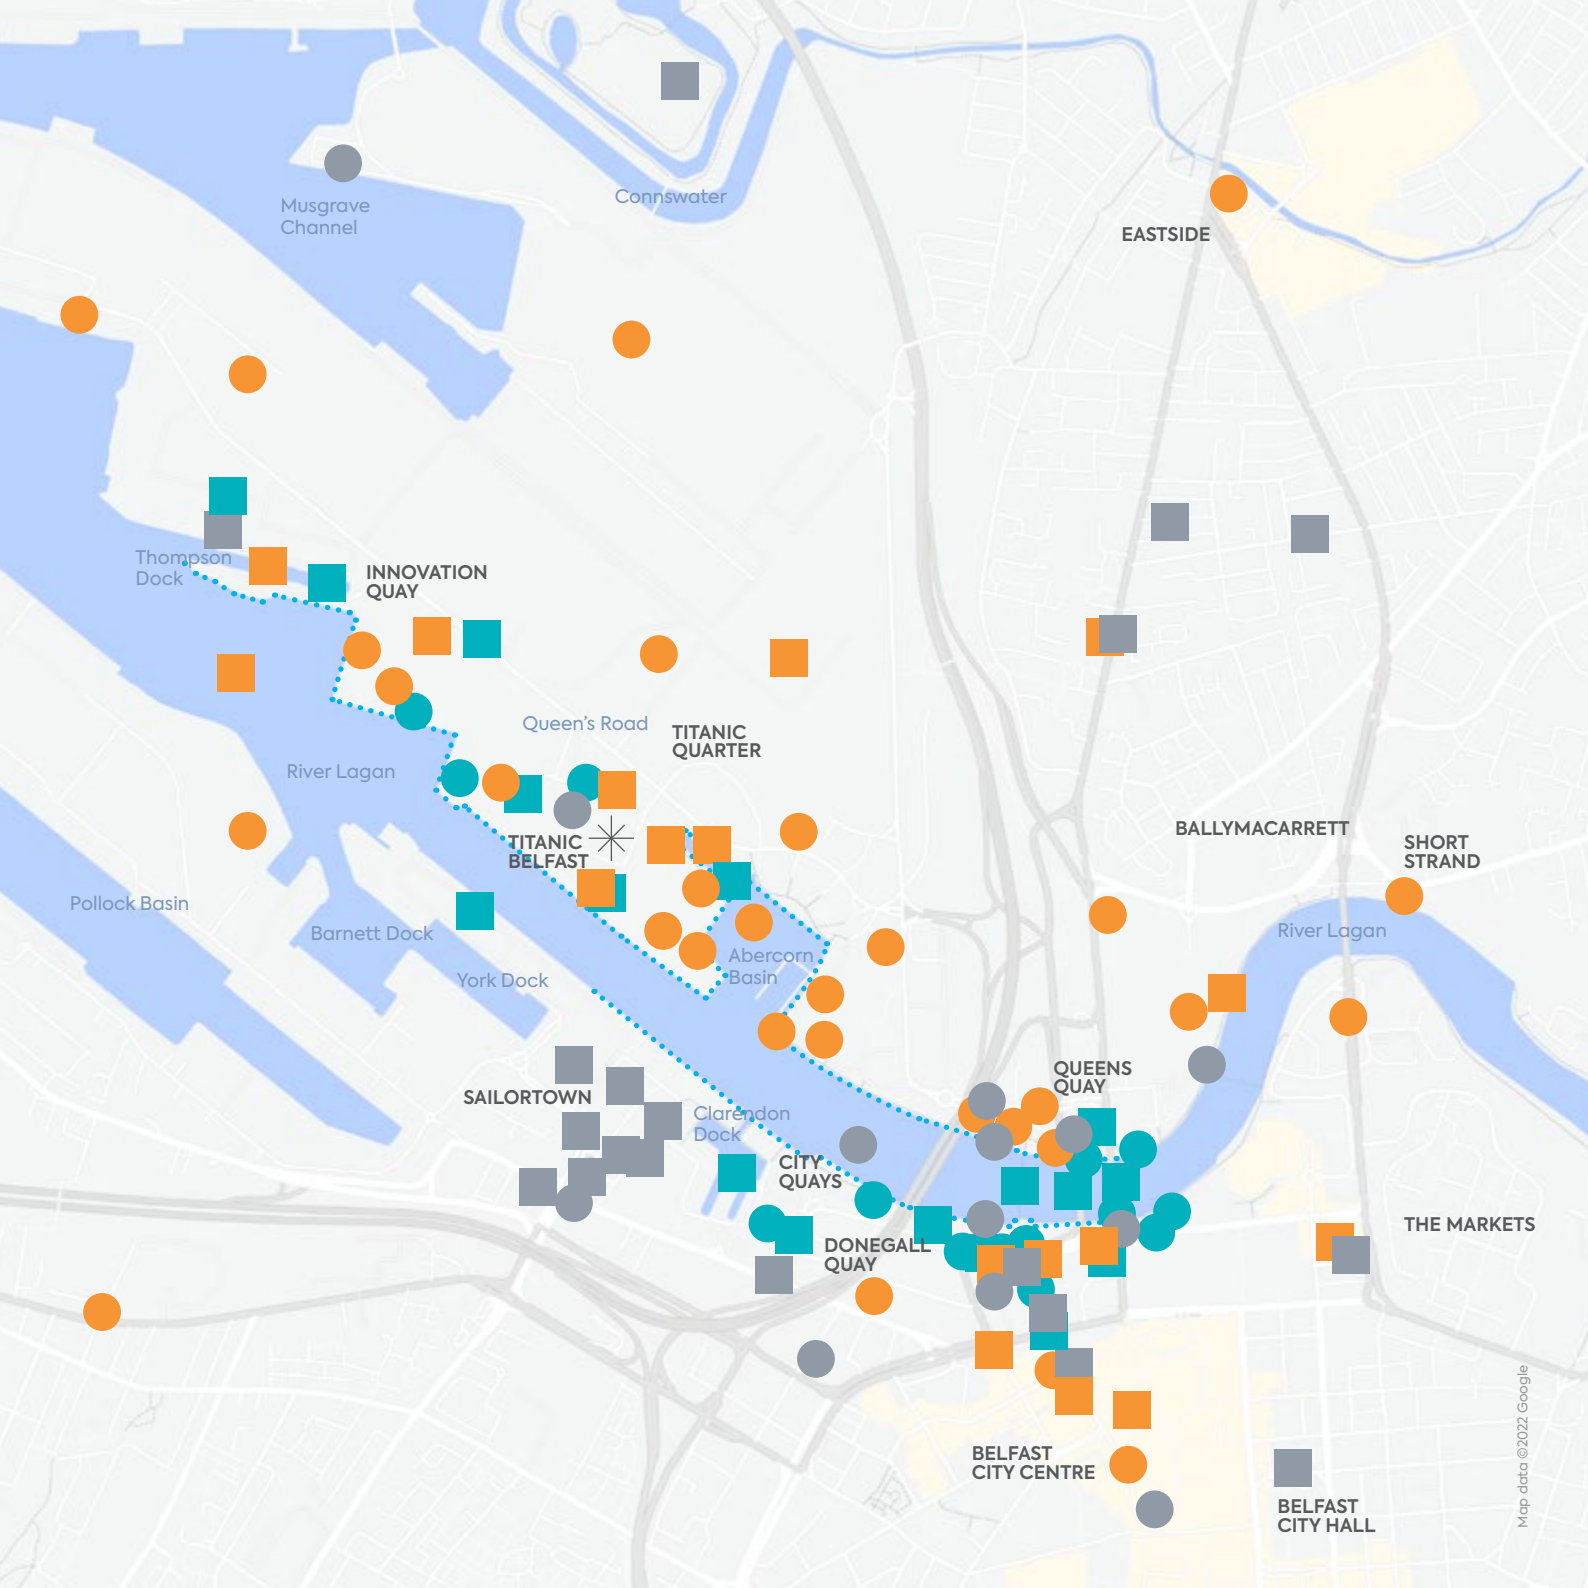 Connswater
Musgrave
Channel
EASTSIDE
Thompson
Dock
INNOVATION
QUAY
Queen's Road
TITANIC
QUARTER
River Lagan
TITANIC
BELFAST
BALLYMACARRETT
SHORT
STRAND
Pollock Basin
Barnett Dock
River Lagan
York Dock
Abercorn
Basin
QUEENS
QUAY
SAILORTOWN
Clarendon
Dock
CITY
QUAYS
THE MARKETS
DONEGALL
QUAY
BELFAST
CITY CENTRE
BELFAST
CITY HALL
Map data ©2022 Google